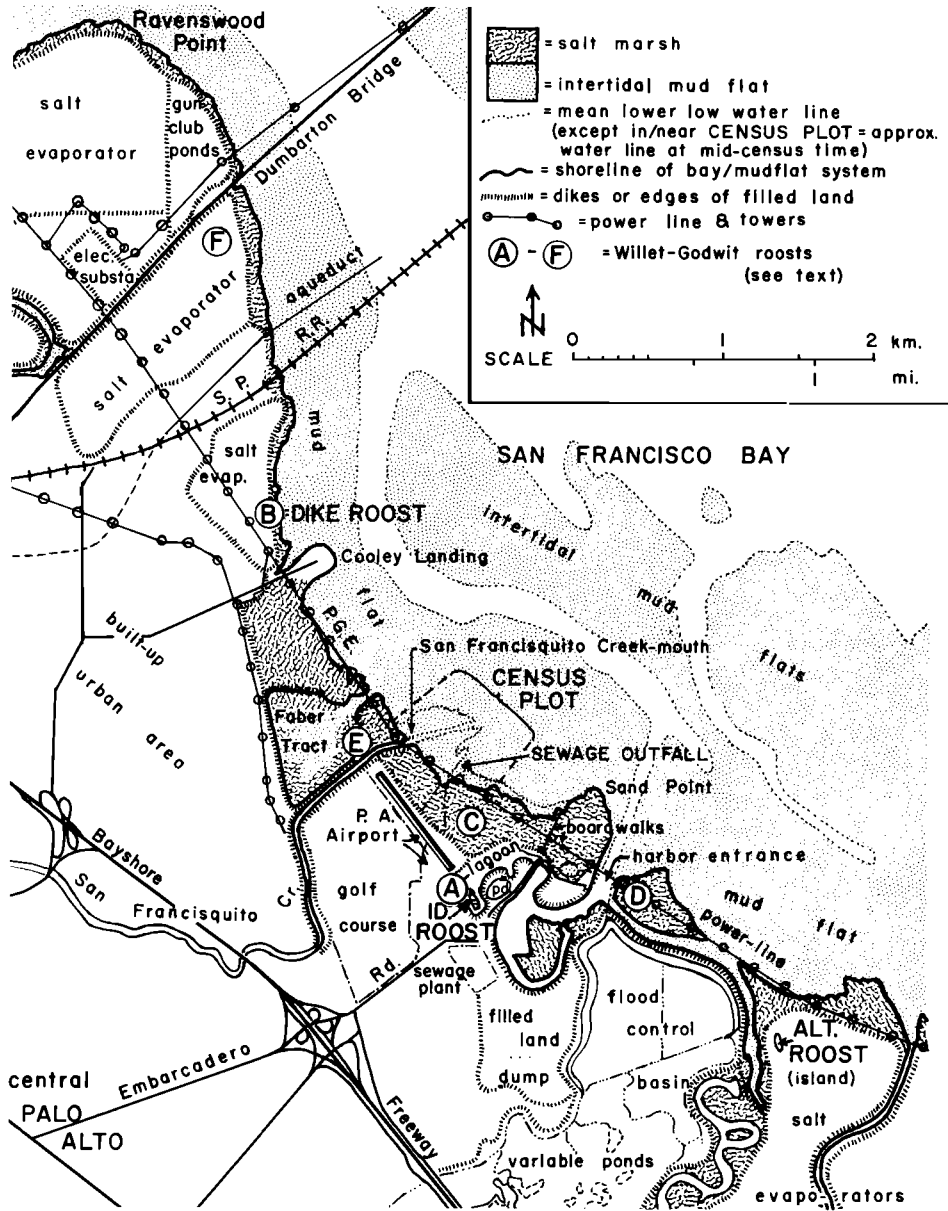 Ravenswood
Point
salt
evaporator
gun
club
ponds
Dumbarton Bridge
= salt marsh
= intertidal mud flat
= mean lower low water line
(except in/near CENSUS PLOT = approx.
water line at mid-census time)
= shoreline of bay/mudflat system
= dikes or edges of filled land
= power line & towers
A - F = Willet-Godwit roosts
(see text)
N
SCALE
0 2 km.
1 mi.
F
elec.
substa.
salt evaporator
aqueduct
S. P. R.R.
mud flat
salt
evap.
SAN FRANCISCO BAY
B = DIKE ROOST
Cooley Landing
intertidal mud flats
P.G.E.
built-up
urban
area
San Francisquito Creek-mouth
CENSUS
PLOT
Faber
Tract
E
SEWAGE OUTFALL
Sand Point
P. A.
Airport
C
boardwalks
lagoon
harbor entrance
Bayshore
San Francisquito Cr.
golf
course
A
pd
ID.
ROOST
D
mud flat
power-line
Rd.
sewage
plant
filled
land
dump
flood
control
basin
ALT.
ROOST
(island)
Embarcadero
central
PALO
ALTO
Freeway
salt
variable ponds
evaporators